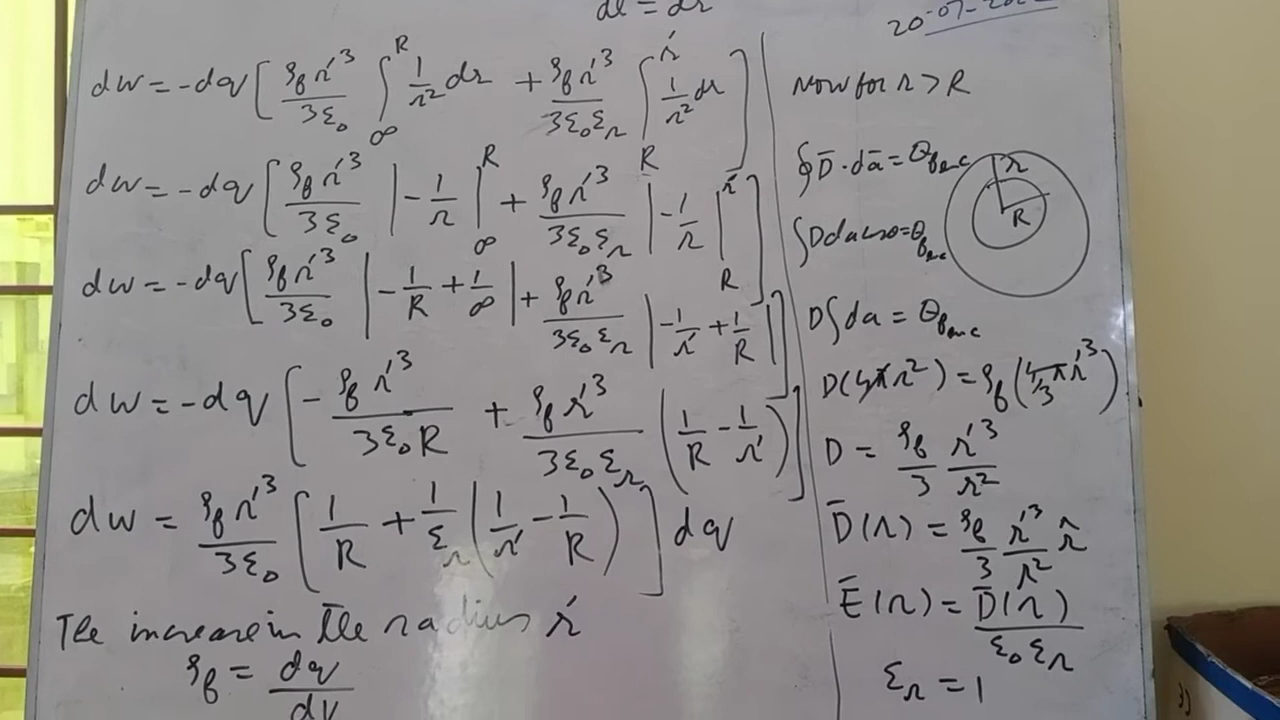 dl = dr
dw = -dq [ ρ_f r'^3 / 3ε_0 ∫_∞^R 1/r^2 dr + ρ_f r'^3 / 3ε_0 ε_r ∫_R^r' 1/r^2 dr ]
dw = -dq [ ρ_f r'^3 / 3ε_0 | -1/r |_∞^R + ρ_f r'^3 / 3ε_0 ε_r | -1/r |_R^r' ]
dw = -dq [ ρ_f r'^3 / 3ε_0 | -1/R + 1/∞ | + ρ_f r'^3 / 3ε_0 ε_r | -1/r' + 1/R | ]
dw = -dq [ - ρ_f r'^3 / 3ε_0 R + ρ_f r'^3 / 3ε_0 ε_r ( 1/R - 1/r' ) ]
dw = ρ_f r'^3 / 3ε_0 [ 1/R + 1/ε_r ( 1/r' - 1/R ) ] dq
The increase in the radius r'
ρ_f = dq / dV
20-07-
Now for r > R
∮ D̄ · dā = Q_fenc
∫ D da cos0 = Q_fenc
r
R
D ∫ da = Q_fenc
D(4πr^2) = ρ_f (4/3 π r'^3)
D = ρ_f/3 r'^3/r^2
D̄(r) = ρ_f/3 r'^3/r^2 r̂
Ē(r) = D̄(r) / ε_0 ε_r
ε_r = 1